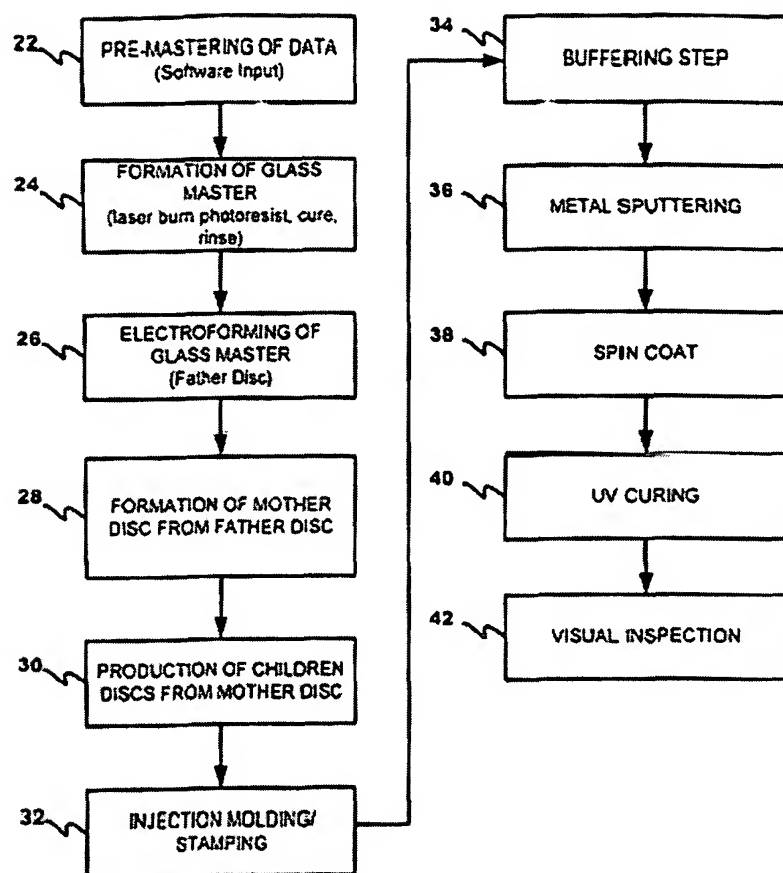 22
PRE-MASTERING OF DATA
(Software Input)
24
FORMATION OF GLASS
MASTER
(laser burn photoresist, cure,
rinse)
26
ELECTROFORMING OF
GLASS MASTER
(Father Disc)
28
FORMATION OF MOTHER
DISC FROM FATHER DISC
30
PRODUCTION OF CHILDREN
DISCS FROM MOTHER DISC
32
INJECTION MOLDING/
STAMPING
34
BUFFERING STEP
36
METAL SPUTTERING
38
SPIN COAT
40
UV CURING
42
VISUAL INSPECTION